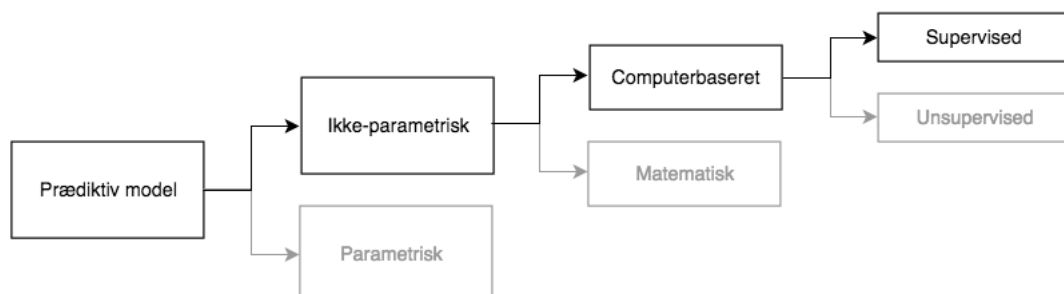 Supervised
Computerbaseret
Unsupervised
Ikke-parametrisk
Matematisk
Prædiktiv model
Parametrisk